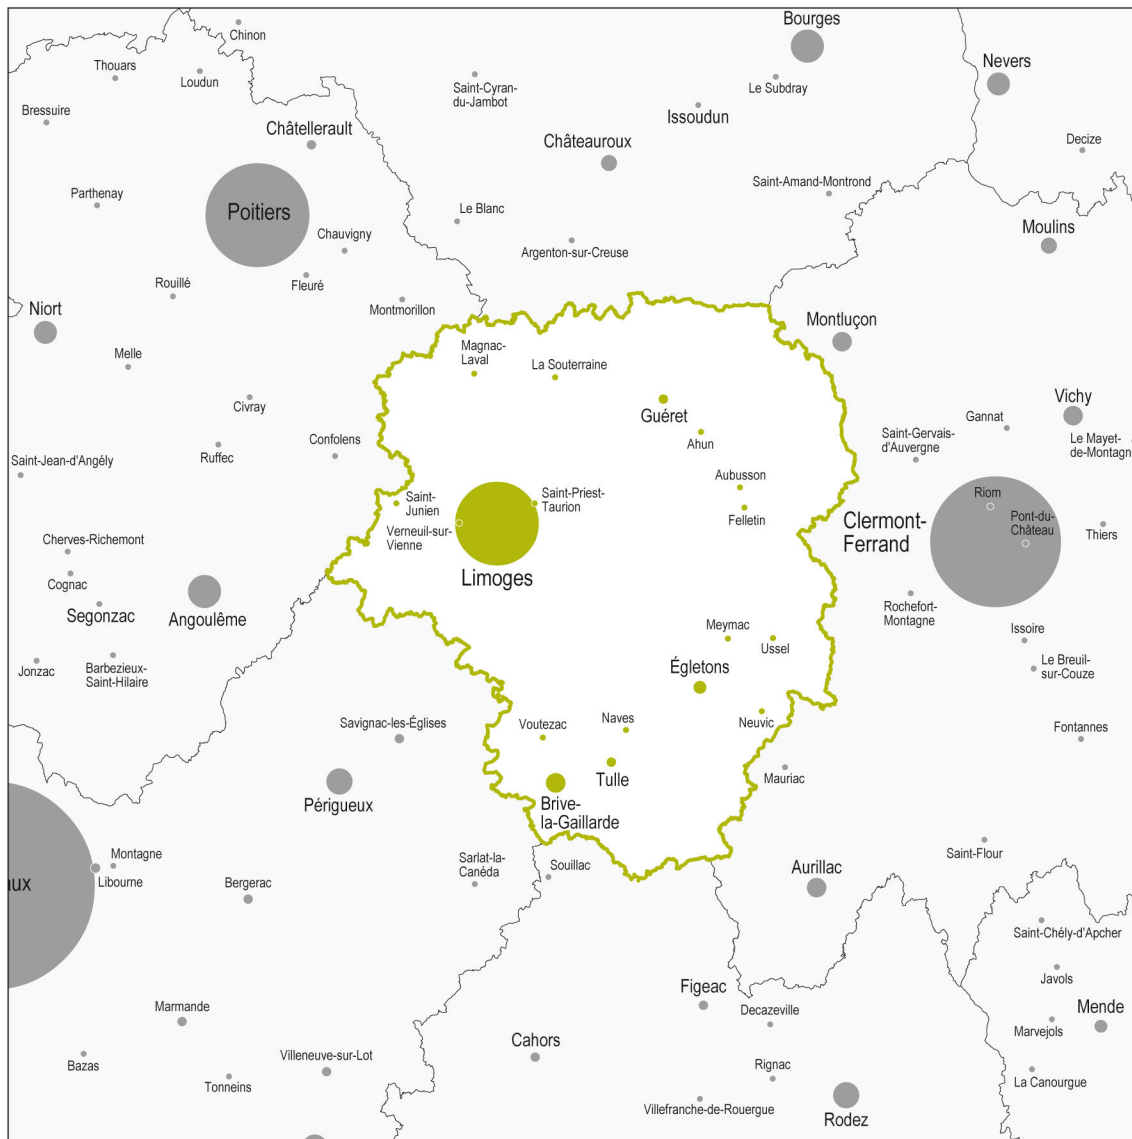 Chinon
Bourges
Thouars
Loudun
Nevers
Saint-Cyran-
du-Jambot
Le Subdray
Bressuire
Issoudun
Châtellerault
Châteauroux
Decize
Saint-Amand-Montrond
Parthenay
Poitiers
Le Blanc
Chauvigny
Moulins
Argenton-sur-Creuse
Rouillé
Fleuré
Niort
Montmorillon
Montluçon
Melle
Magnac-
Laval
La Souterraine
Vichy
Civray
Guéret
Gannat
Confolens
Ahun
Saint-Gervais-
d'Auvergne
Le Mayet-
de-Montagn
Ruffec
Saint-Jean-d'Angély
Aubusson
Saint-
Junien
Saint-Priest-
Taurion
Riom
Felletin
Clermont-
Ferrand
Pont-du-
Château
Verneuil-sur-
Vienne
Thiers
Cherves-Richemont
Limoges
Cognac
Segonzac
Angoulême
Rochefort-
Montagne
Meymac
Ussel
Issoire
Jonzac
Barbezieux-
Saint-Hilaire
Égletons
Le Breuil-
sur-Couze
Savignac-les-Églises
Voutezac
Naves
Neuvic
Fontannes
Mauriac
Tulle
Périgueux
Brive-
la-Gaillarde
Montagne
Libourne
Sarlat-la-
Canéda
Souillac
Saint-Flour
Aurillac
ux
Bergerac
Saint-Chély-d'Apcher
Javols
Figeac
Marmande
Decazeville
Mende
Marvejols
Cahors
Bazas
Villeneuve-sur-Lot
Rignac
Tonneins
La Canourgue
Villefranche-de-Rouergue
Rodez